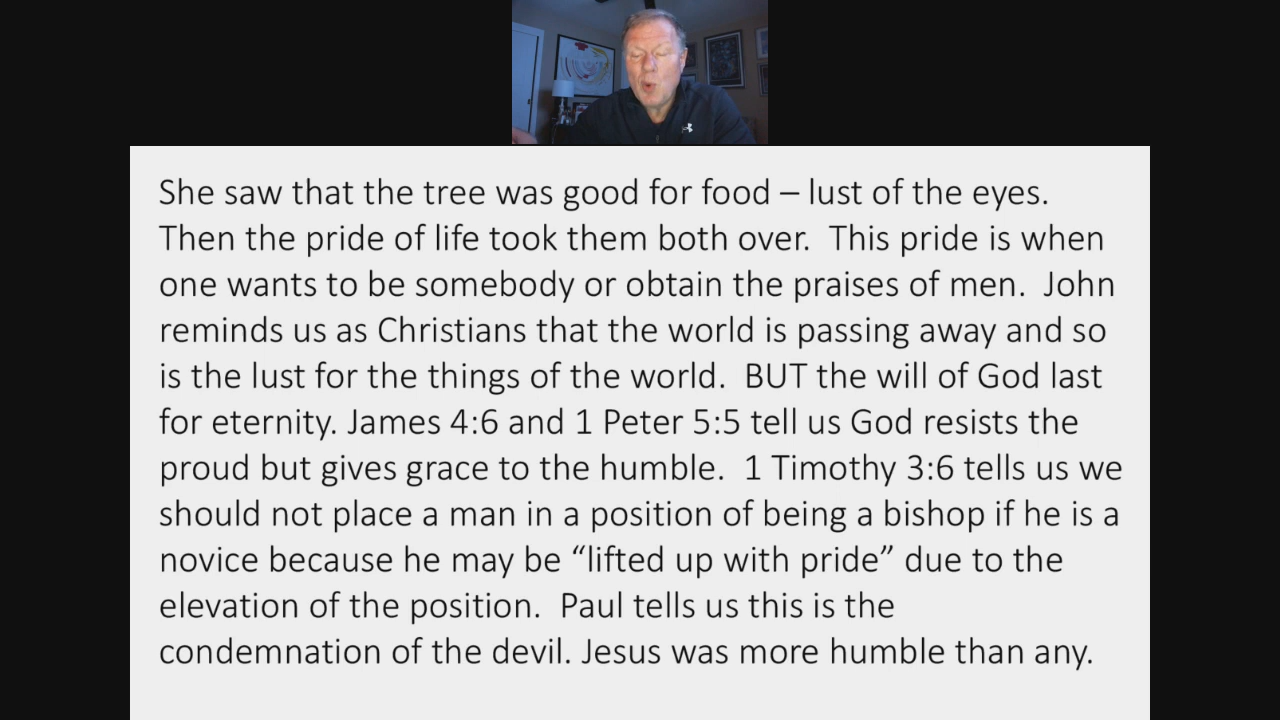 She saw that the tree was good for food – lust of the eyes.
Then the pride of life took them both over.  This pride is when
one wants to be somebody or obtain the praises of men.  John
reminds us as Christians that the world is passing away and so
is the lust for the things of the world.  BUT the will of God last
for eternity. James 4:6 and 1 Peter 5:5 tell us God resists the
proud but gives grace to the humble.  1 Timothy 3:6 tells us we
should not place a man in a position of being a bishop if he is a
novice because he may be “lifted up with pride” due to the
elevation of the position.  Paul tells us this is the
condemnation of the devil. Jesus was more humble than any.